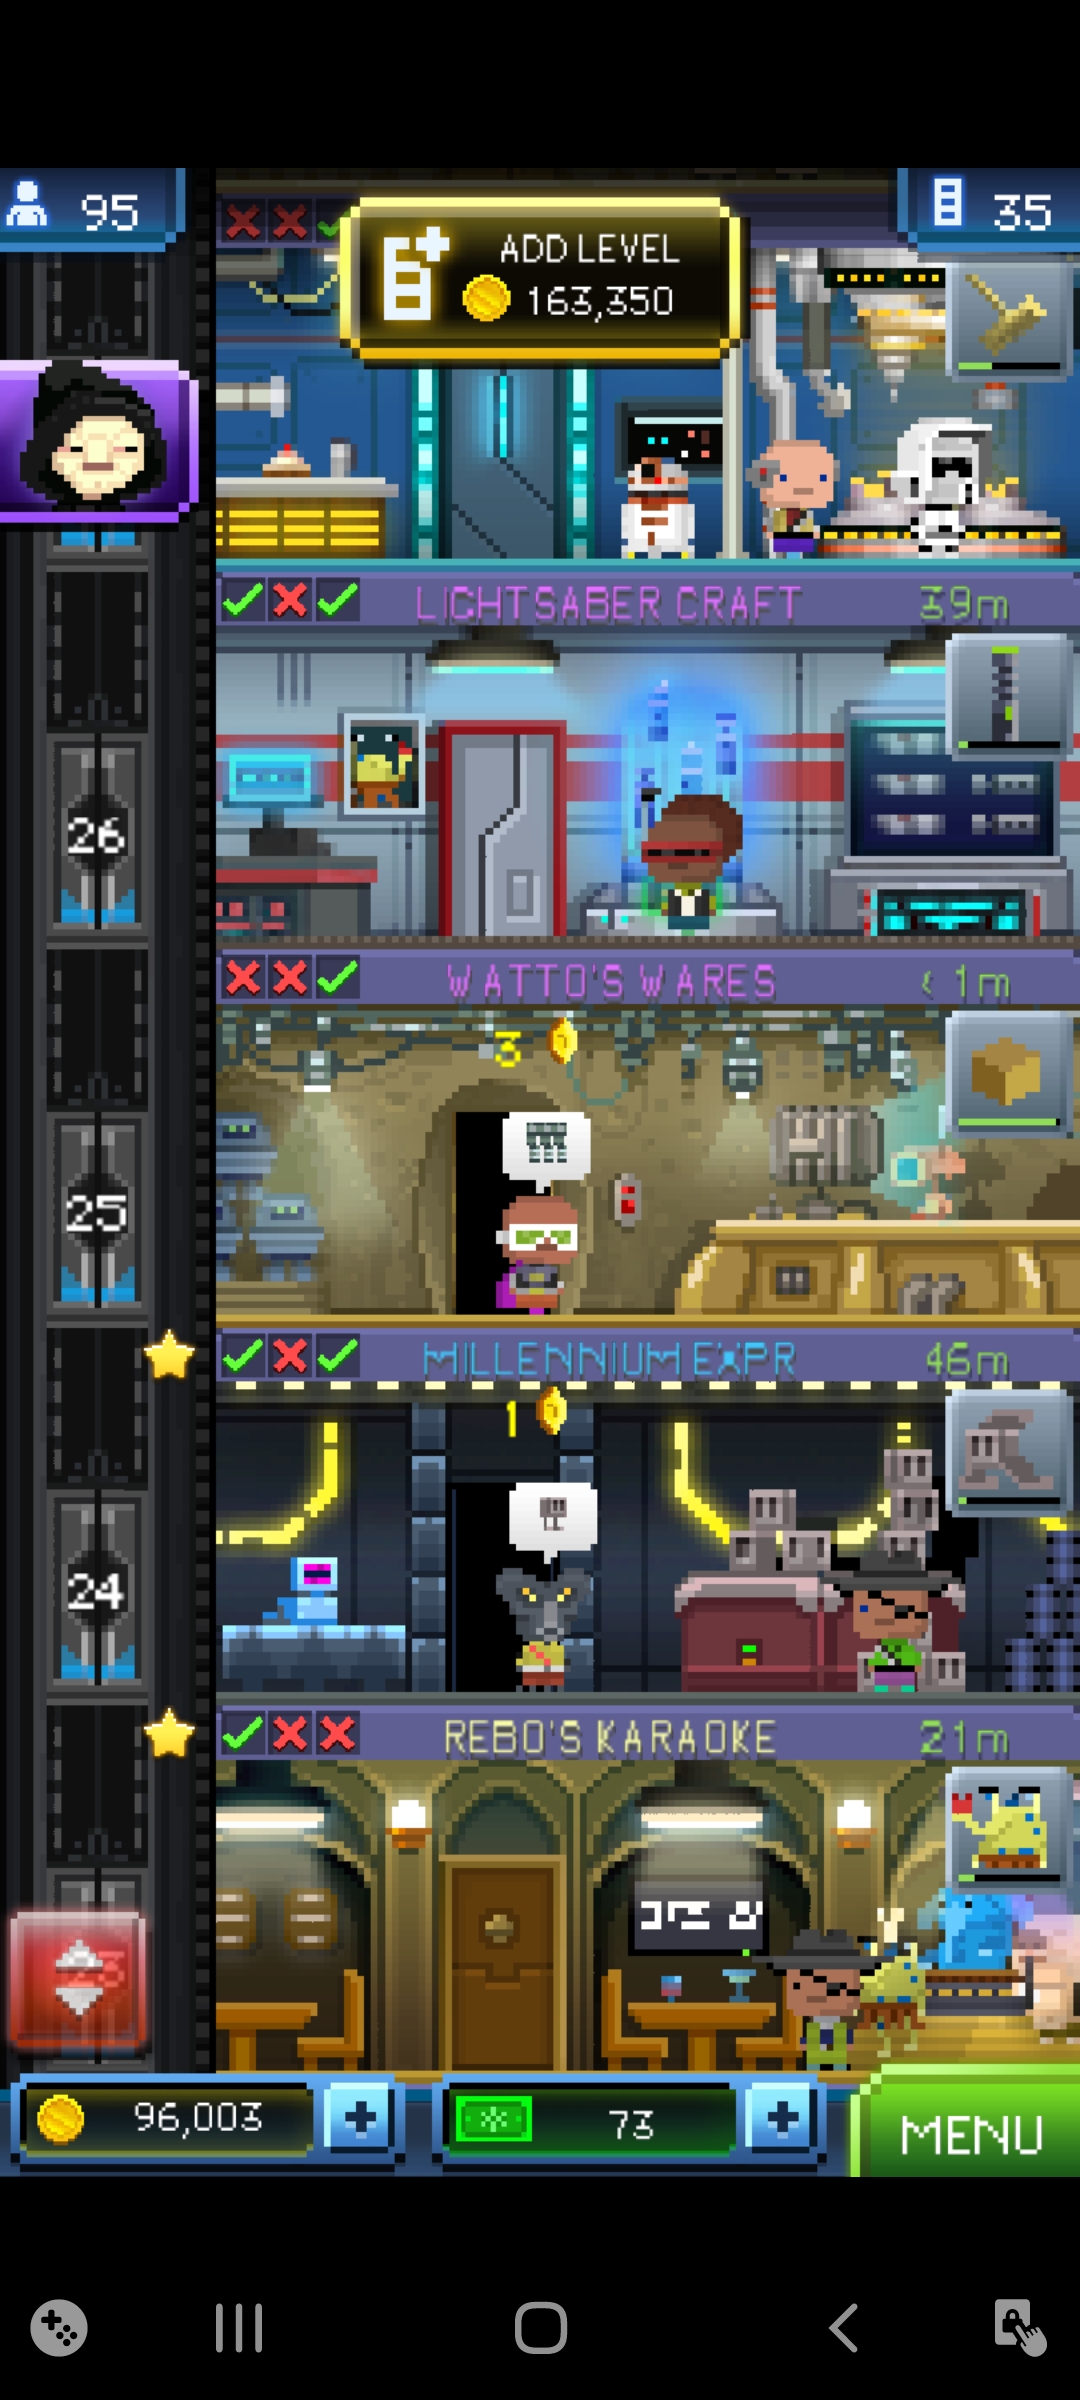 95
35
ADD LEVEL
163,350
LIGHTSABER CRAFT
39m
26
WATTO'S WARES
< 1m
3
25
MILLENNIUM EXPR
46m
1
24
REBO'S KARAOKE
21m
23
96,003
73
MENU